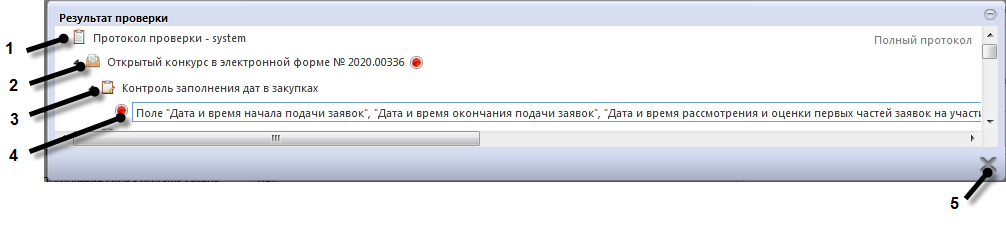 Результат проверки
1
Протокол проверки - system
Полный протокол
2
Открытый конкурс в электронной форме № 2020.00336
3
Контроль заполнения дат в закупках
4
Поле "Дата и время начала подачи заявок", "Дата и время окончания подачи заявок", "Дата и время рассмотрения и оценки первых частей заявок на участи
5